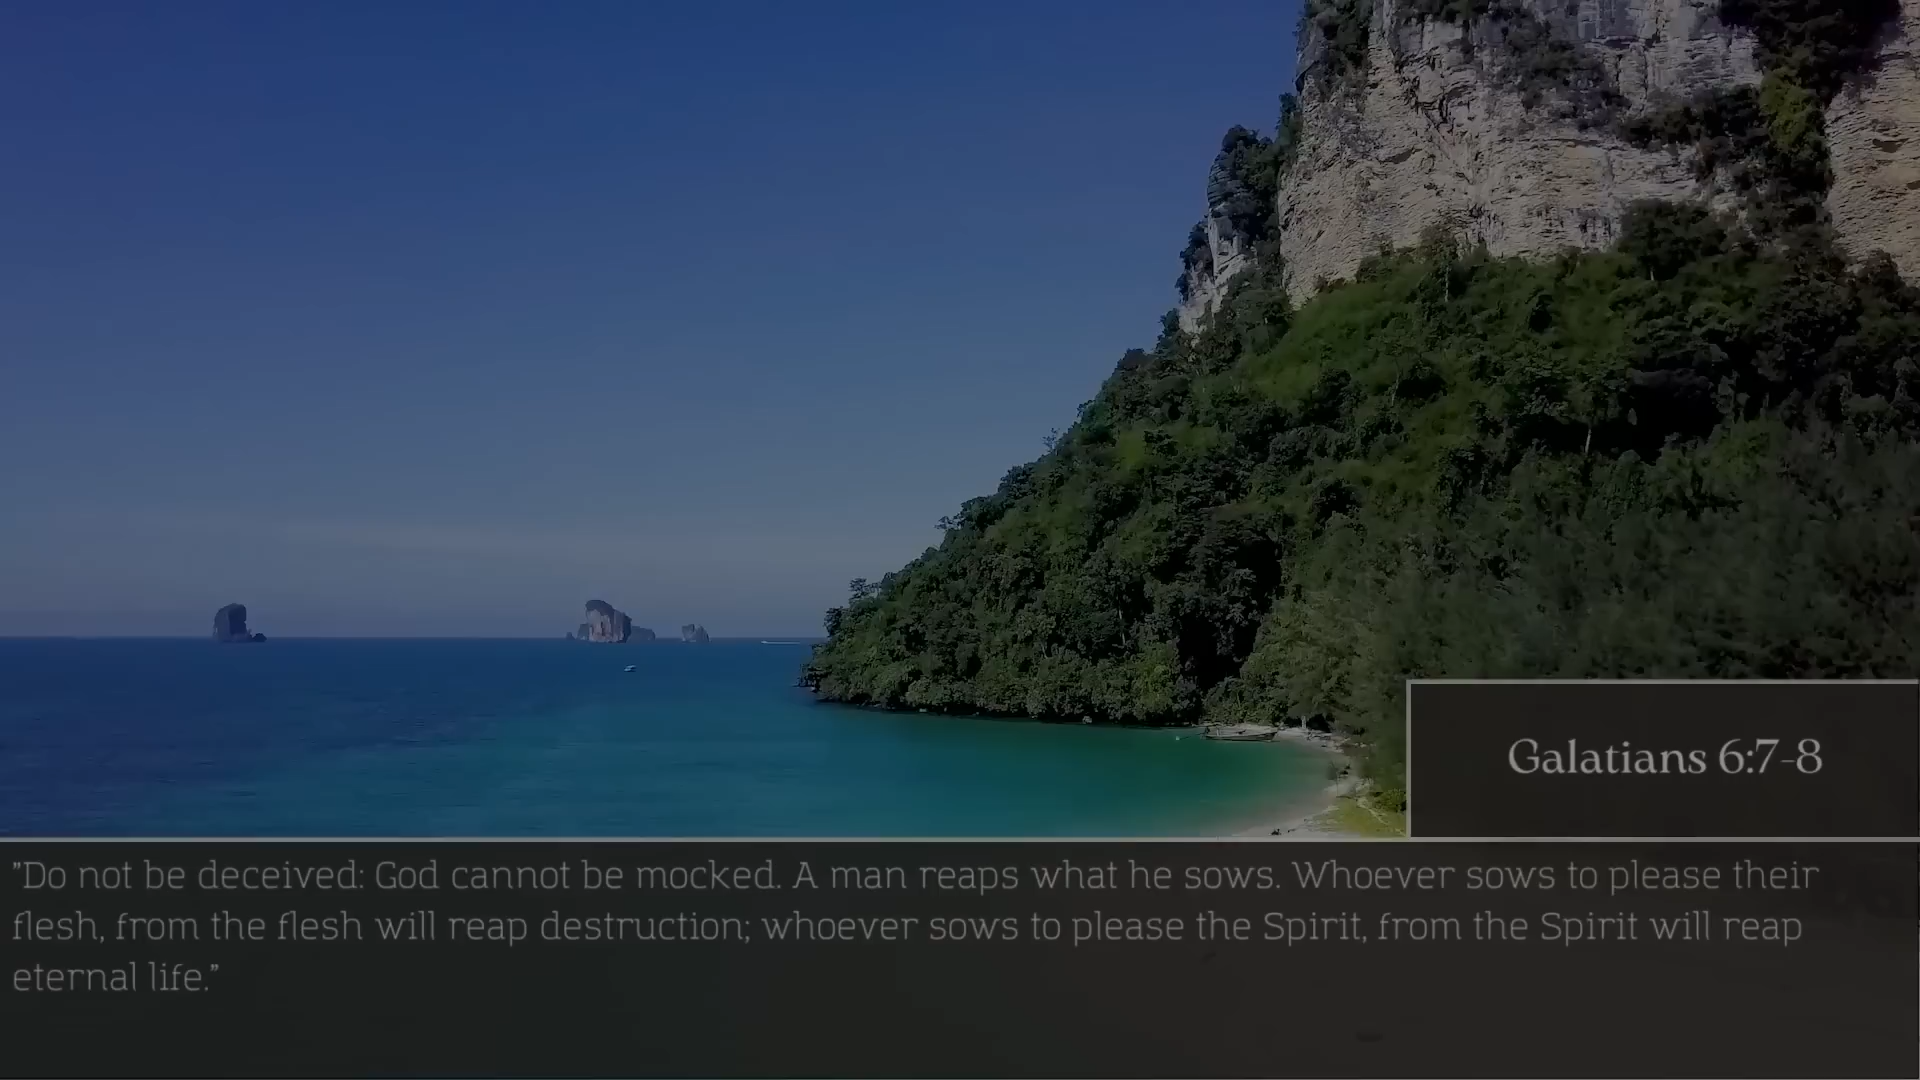 Galatians 6:7-8
"Do not be deceived: God cannot be mocked. A man reaps what he sows. Whoever sows to please their
flesh, from the flesh will reap destruction; whoever sows to please the Spirit, from the Spirit will reap
eternal life."